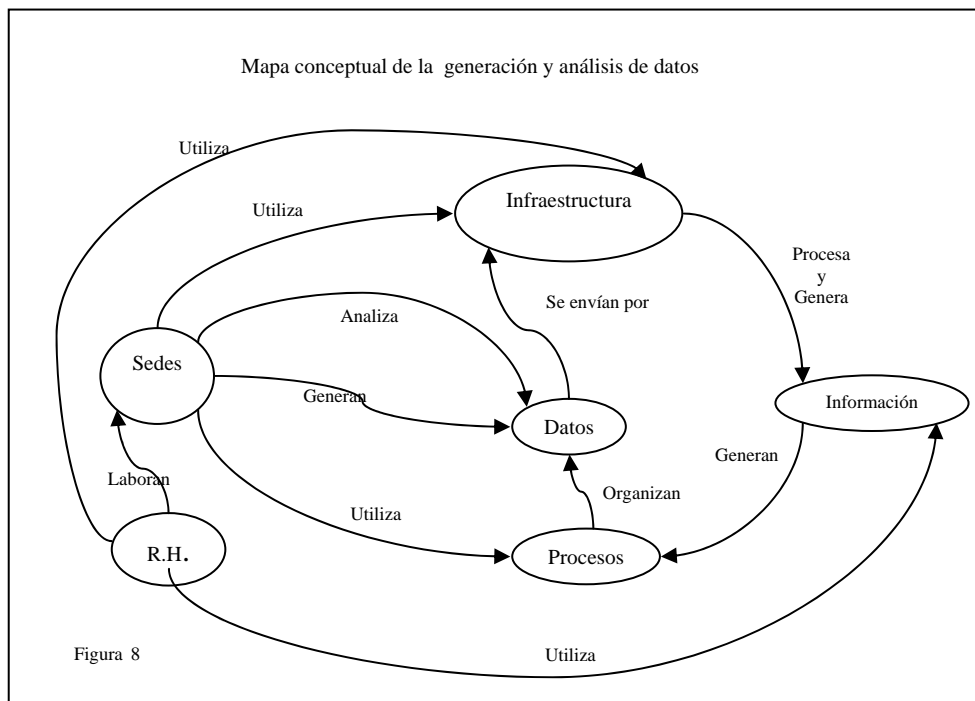 Mapa conceptual de la generación y análisis de datos
Utiliza
Utiliza
Infraestructura
Procesa
y
Genera
Se envían por
Analiza
Sedes
Generan
Datos
Información
Laboran
Utiliza
Organizan
Generan
R.H.
Procesos
Figura 8
Utiliza